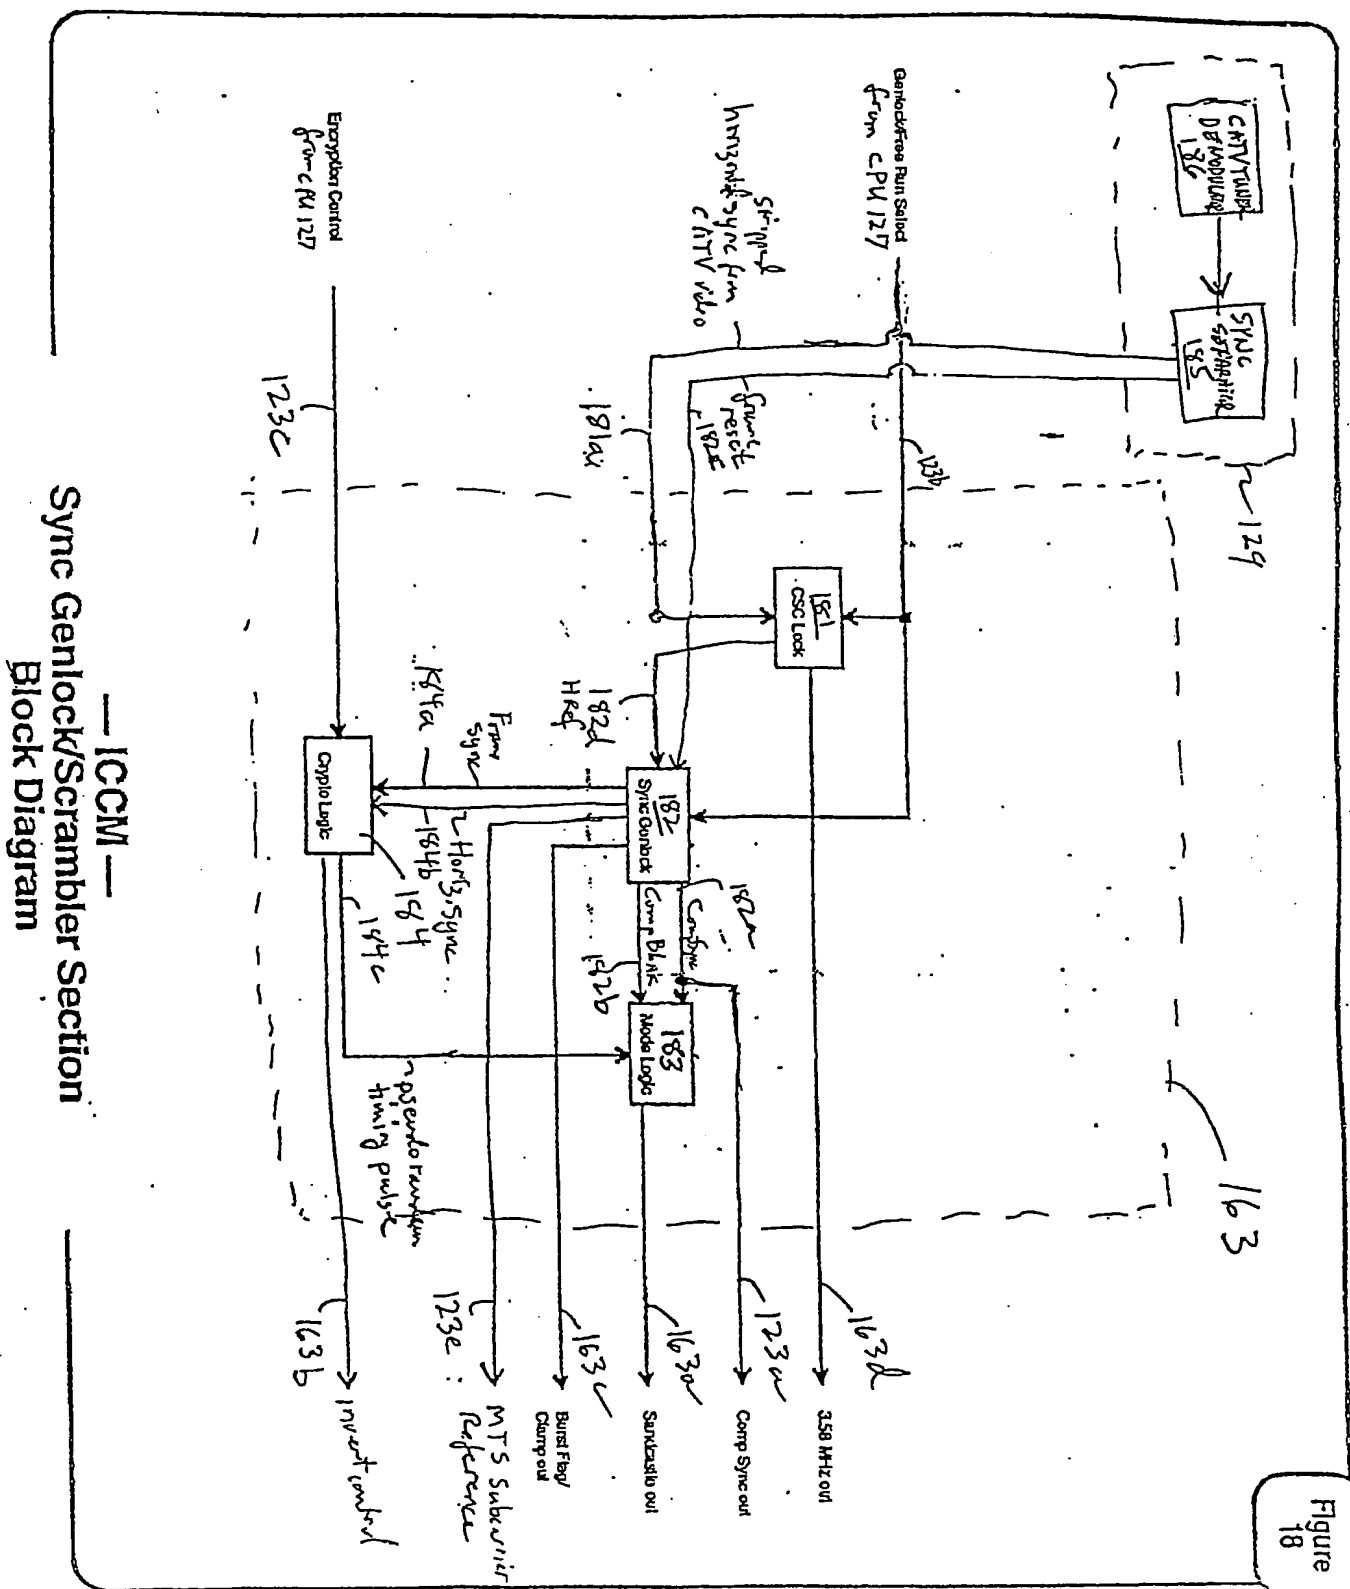 Figure
18
CATV TUNER
DEMODULATOR
186
SYNC
SEPARATOR
185
129
163
Genlock/Free Run Select
from CPU 127
123b
stripped
horizontal sync from
CATV video
frame
reset
182c
181a
Encryption Control
from CPU 127
123c
181
CSC Lock
182d
HRef
182
Sync Genlock
182a
Comp Sync
Comp Blnk
182b
183
Mode Logic
Fram
sync
184a
Horiz. Sync
184b
Crypto Logic
184
184c
pseudo random
timing pulse
163d
3.58 MHz out
123a
Comp Sync out
163a
Sandcastle out
163c
Burst Flag/
Clamp out
123e
MTS Subcarrier
Reference
163b
invert control
—ICCM—
Sync Genlock/Scrambler Section
Block Diagram